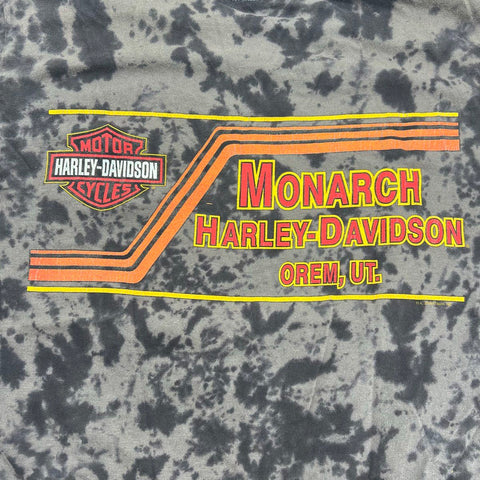 MOTOR
HARLEY-DAVIDSON
CYCLES
MONARCH
HARLEY-DAVIDSON
OREM, UT.